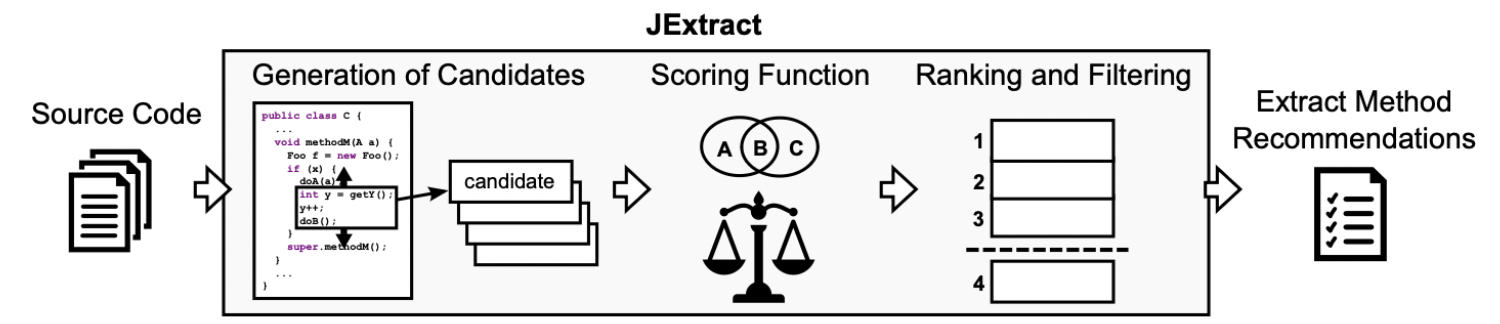 JExtract
Source Code
Generation of Candidates
public class C {
...
void methodM(A a) {
Foo f = new Foo();
if (x) {
doA(a)
int y = getY();
y++;
doB();
}
super.methodM();
}
...
}
candidate
Scoring Function
A B C
Ranking and Filtering
1
2
3
4
Extract Method
Recommendations